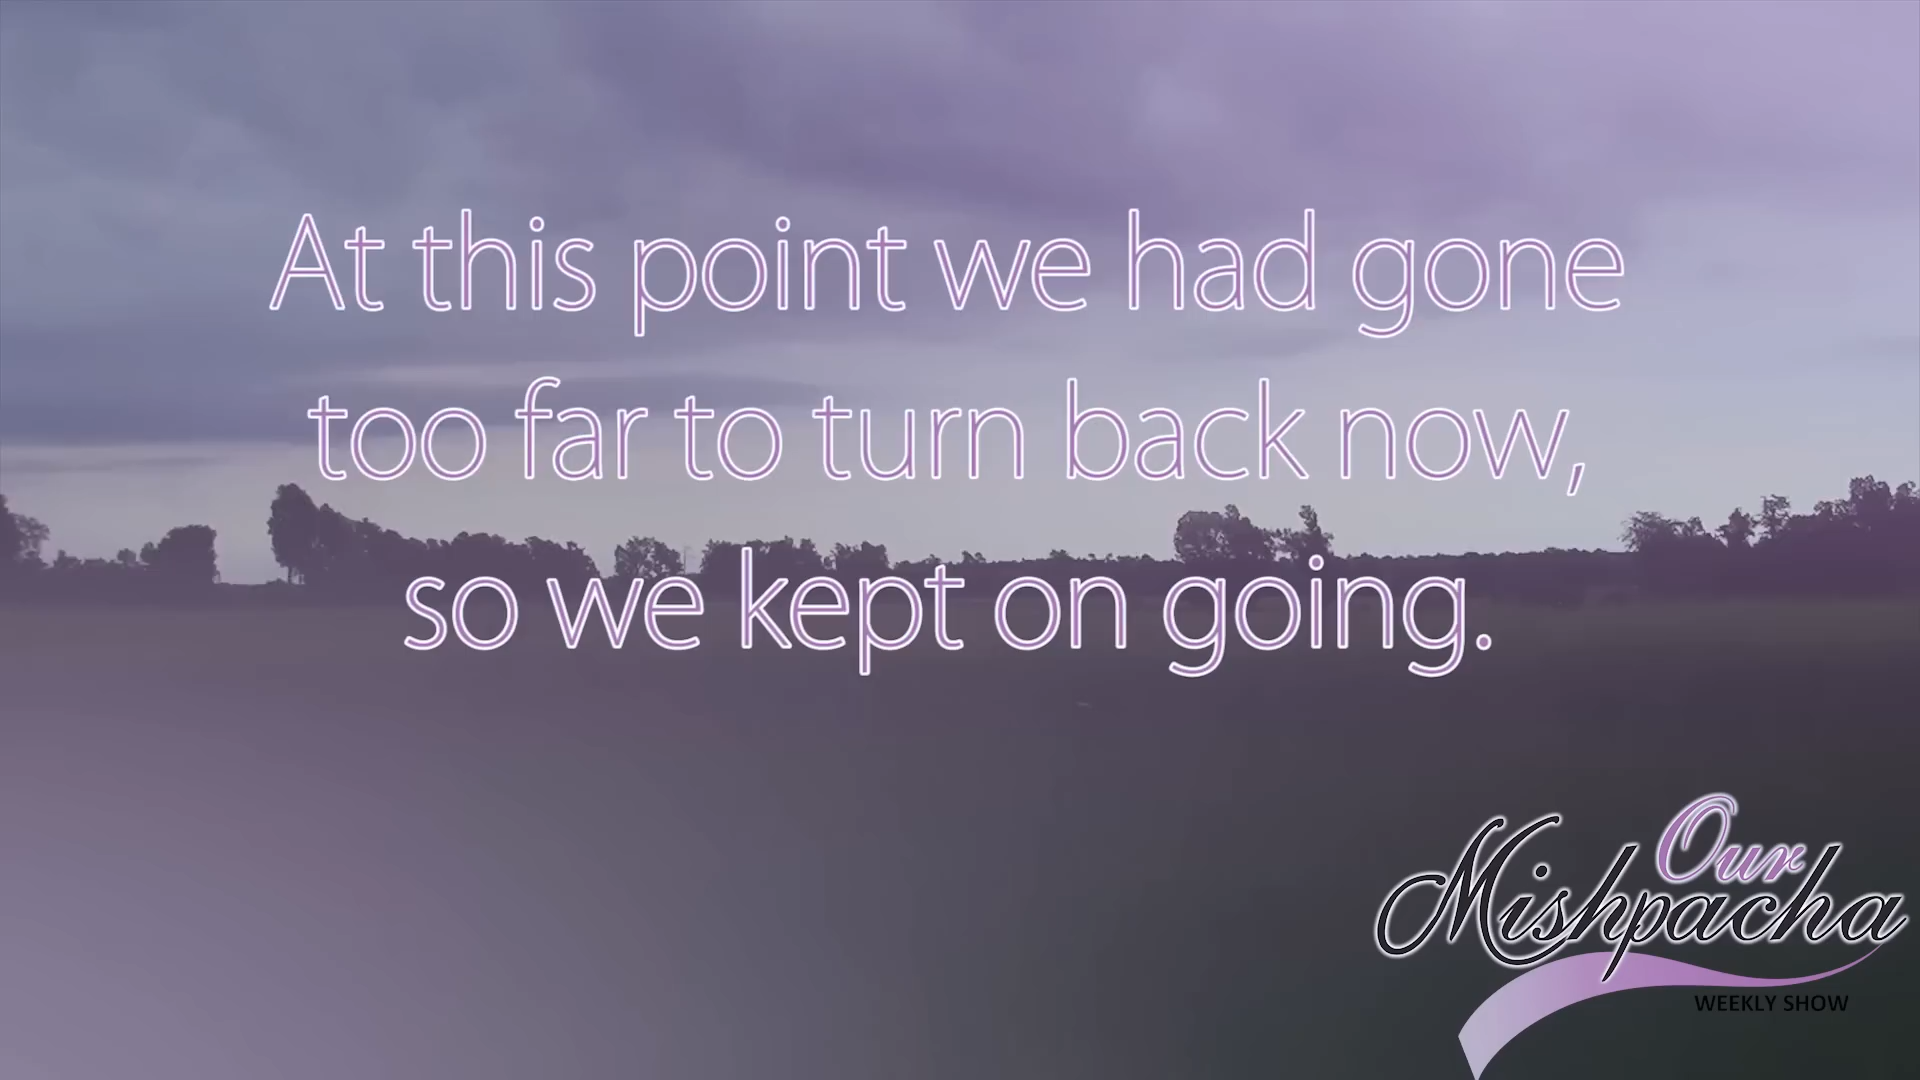 At this point we had gone
too far to turn back now,
so we kept on going.
Our
Mishpacha
WEEKLY SHOW